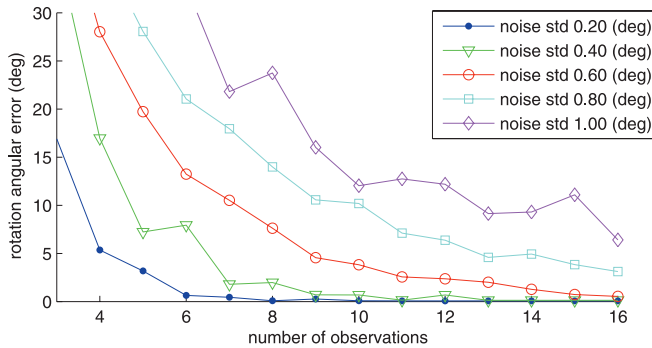 30
25
20
15
10
5
0
rotation angular error (deg)
4
6
8
10
12
14
16
number of observations
noise std 0.20 (deg)
noise std 0.40 (deg)
noise std 0.60 (deg)
noise std 0.80 (deg)
noise std 1.00 (deg)